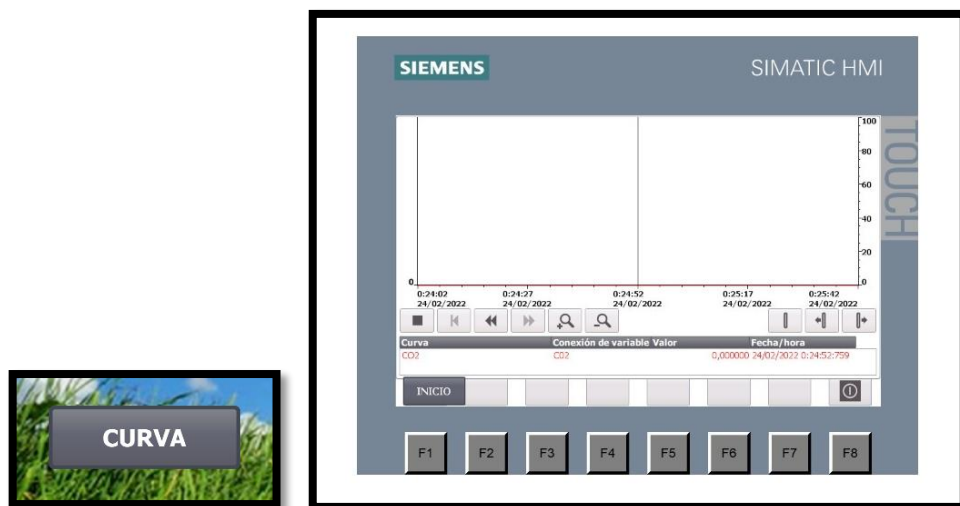 SIEMENS
SIMATIC HMI
TOUCH
100
80
60
40
20
0
0
0:24:02 0:24:27 0:24:52 0:25:17 0:25:42
24/02/2022 24/02/2022 24/02/2022 24/02/2022 24/02/2022
Curva Conexión de variable Valor Fecha/hora
CO2 C02 0,000000 24/02/2022 0:24:52:759
INICIO
F1 F2 F3 F4 F5 F6 F7 F8
CURVA